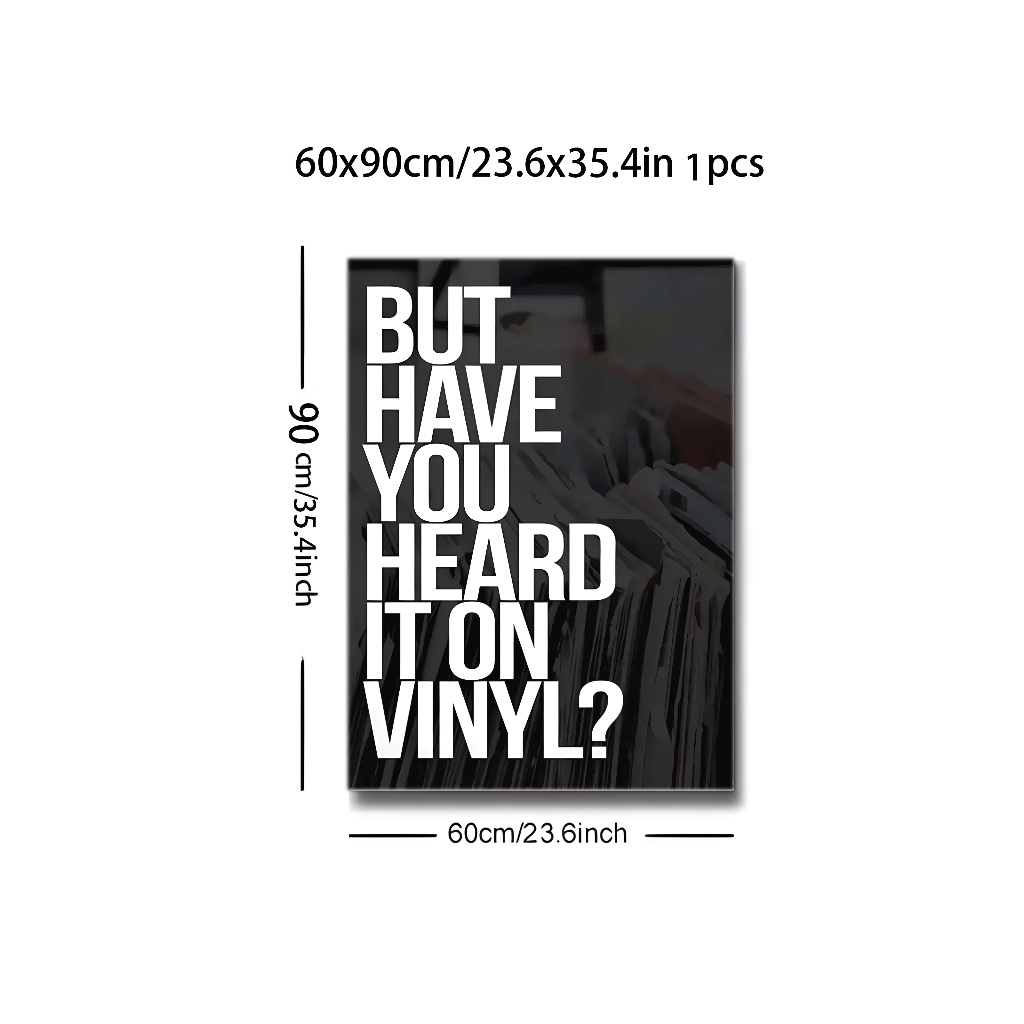 60x90cm/23.6x35.4in 1pcs
90 cm/35.4inch
BUT
HAVE
YOU
HEARD
IT ON
VINYL?
60cm/23.6inch